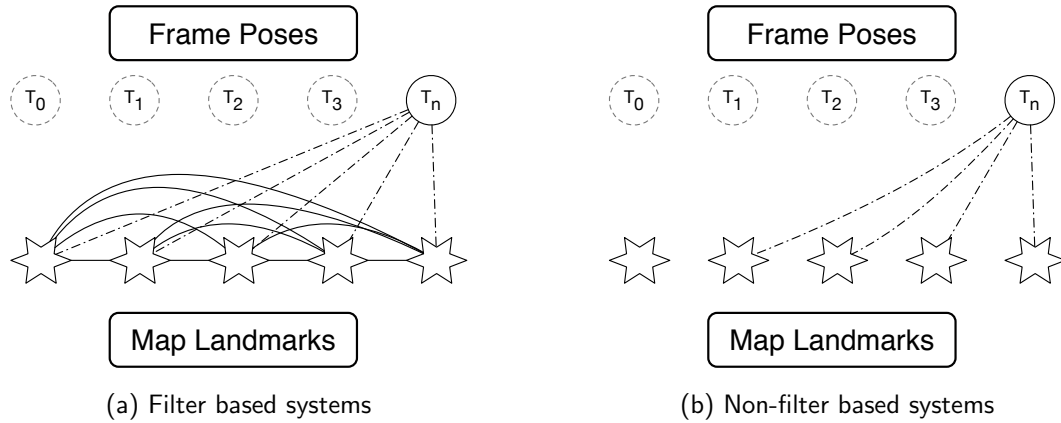 Frame Poses
T0 T1 T2 T3 Tn
Map Landmarks
(a) Filter based systems
Frame Poses
T0 T1 T2 T3 Tn
Map Landmarks
(b) Non-filter based systems